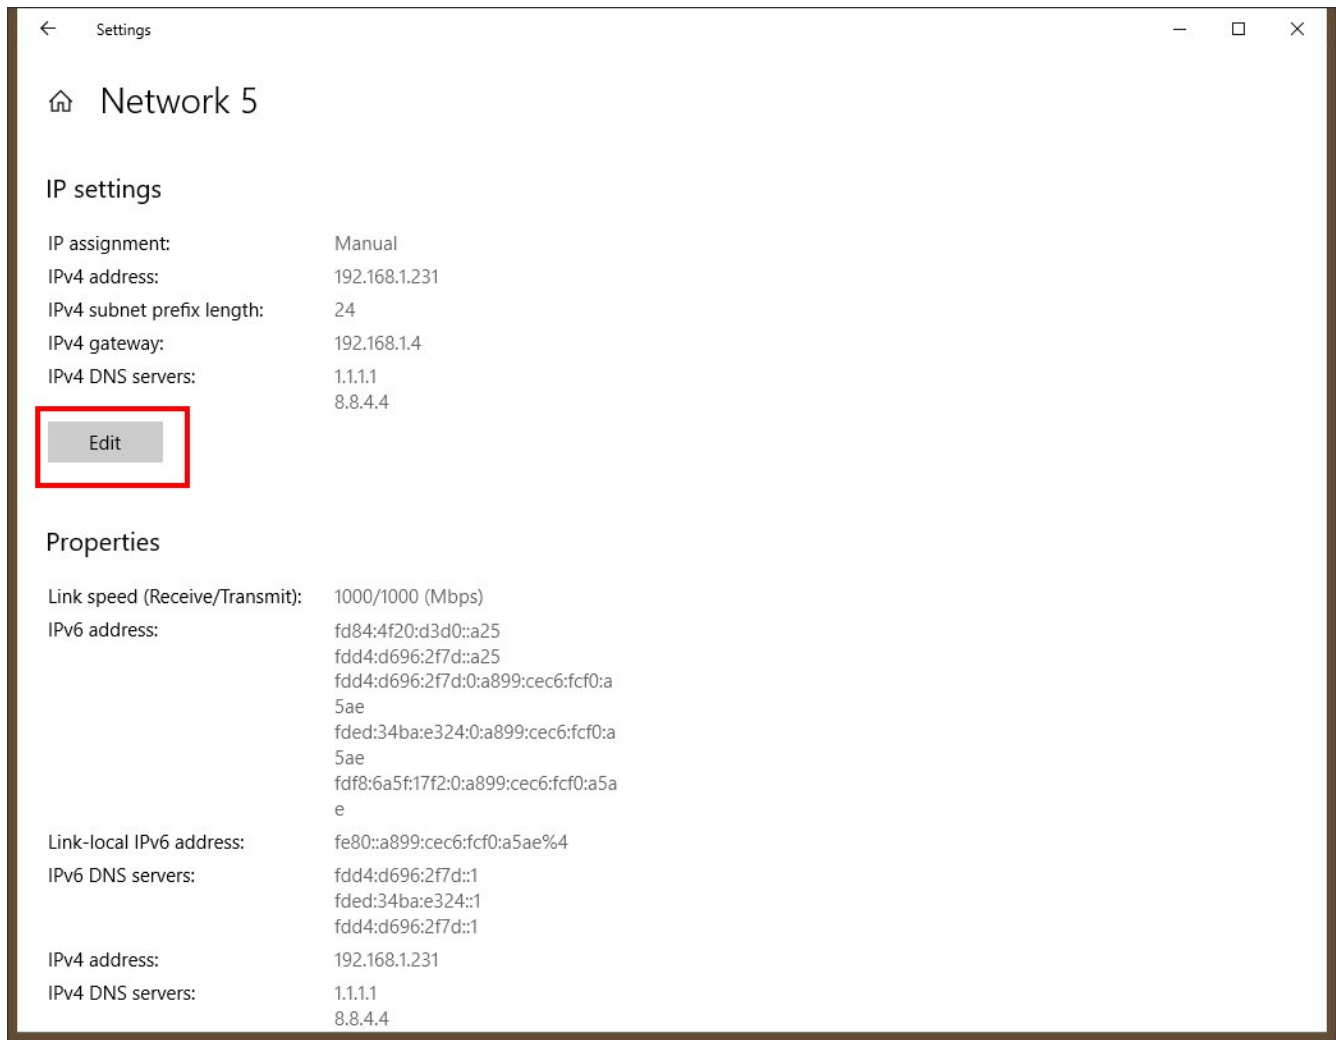 Settings
Network 5
IP settings
IP assignment: Manual
IPv4 address: 192.168.1.231
IPv4 subnet prefix length: 24
IPv4 gateway: 192.168.1.4
IPv4 DNS servers: 1.1.1.1
8.8.4.4
Edit
Properties
Link speed (Receive/Transmit): 1000/1000 (Mbps)
IPv6 address: fd84:4f20:d3d0::a25
fdd4:d696:2f7d::a25
fdd4:d696:2f7d:0:a899:cec6:fcf0:a
5ae
fded:34ba:e324:0:a899:cec6:fcf0:a
5ae
fdf8:6a5f:17f2:0:a899:cec6:fcf0:a5a
e
Link-local IPv6 address: fe80::a899:cec6:fcf0:a5ae%4
IPv6 DNS servers: fdd4:d696:2f7d::1
fded:34ba:e324::1
fdd4:d696:2f7d::1
IPv4 address: 192.168.1.231
IPv4 DNS servers: 1.1.1.1
8.8.4.4